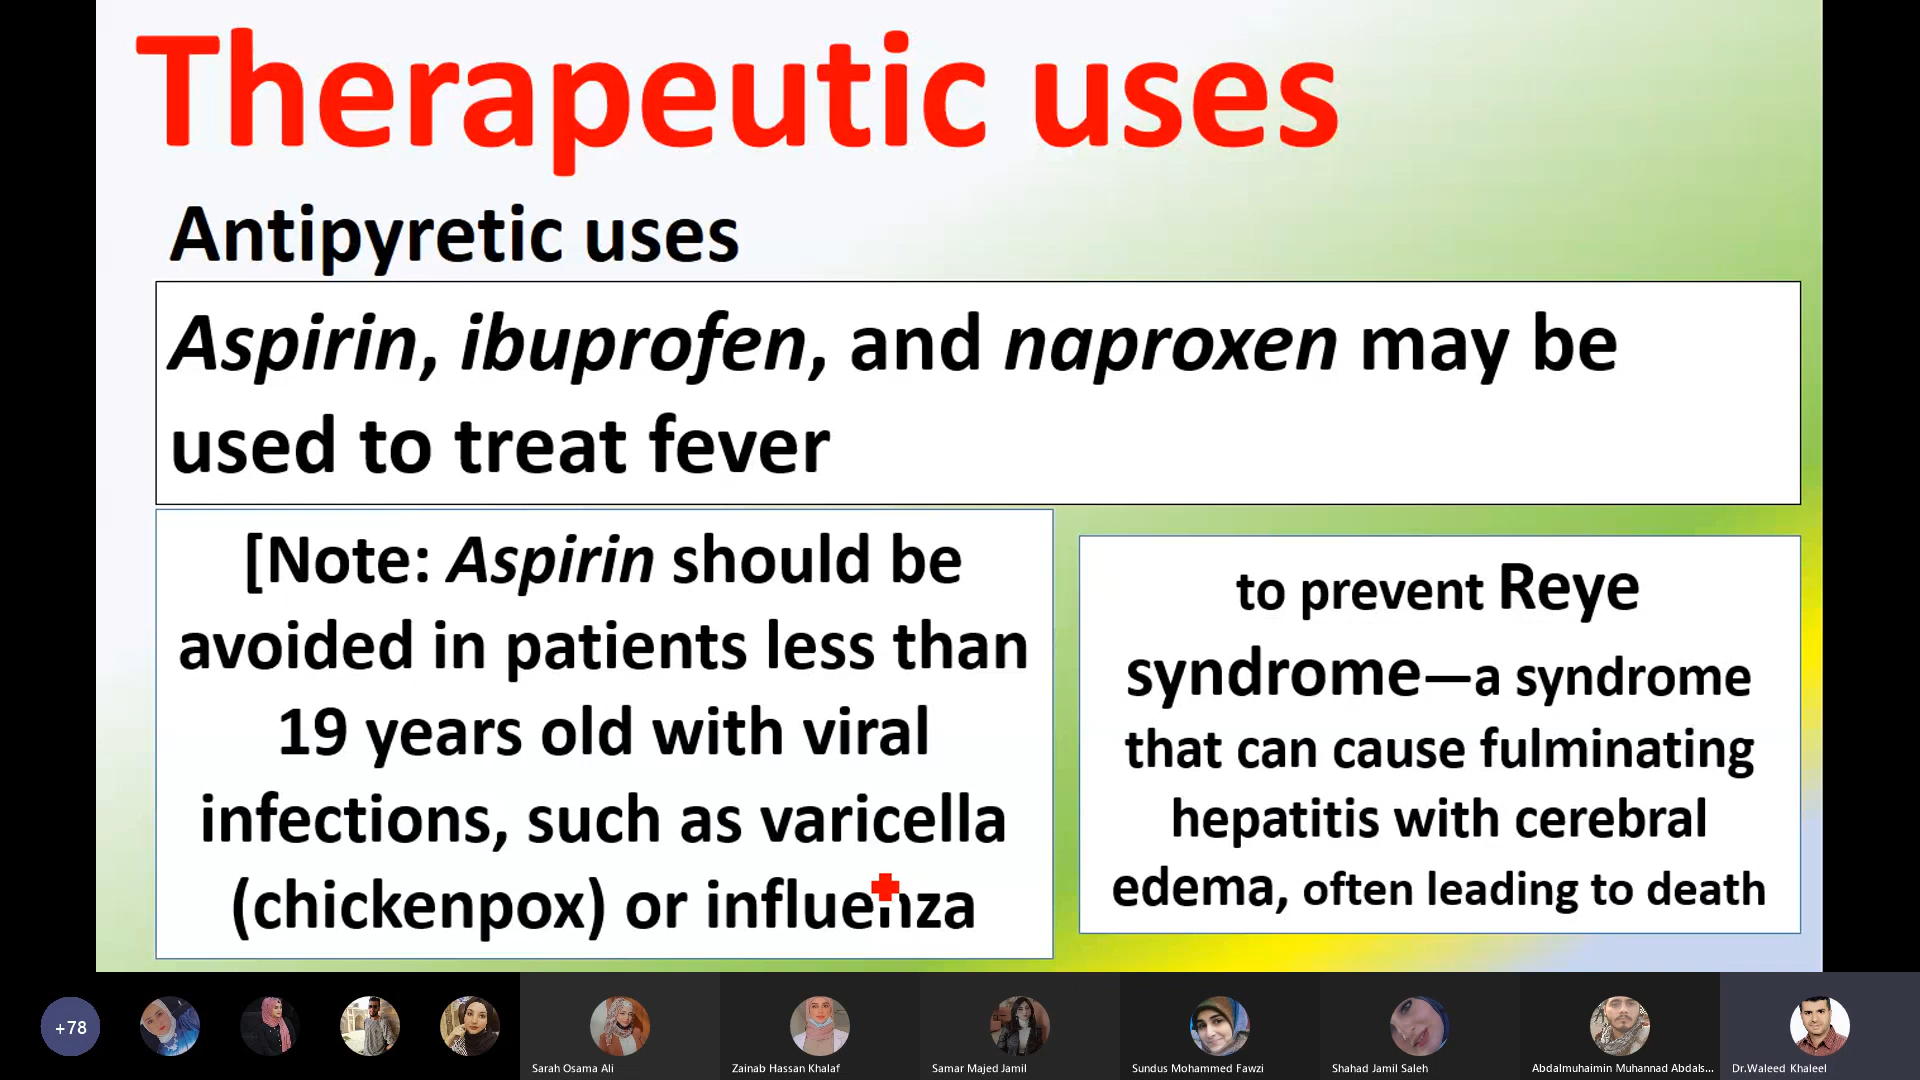 Therapeutic uses
Antipyretic uses
Aspirin, ibuprofen, and naproxen may be
used to treat fever
[Note: Aspirin should be
avoided in patients less than
19 years old with viral
infections, such as varicella
(chickenpox) or influenza
to prevent Reye
syndrome—a syndrome
that can cause fulminating
hepatitis with cerebral
edema, often leading to death
+78
Sarah Osama Ali
Zainab Hassan Khalaf
Samar Majed Jamil
Sundus Mohammed Fawzi
Shahad Jamil Saleh
Abdalmuhaimin Muhannad Abdals...
Dr.Waleed Khaleel